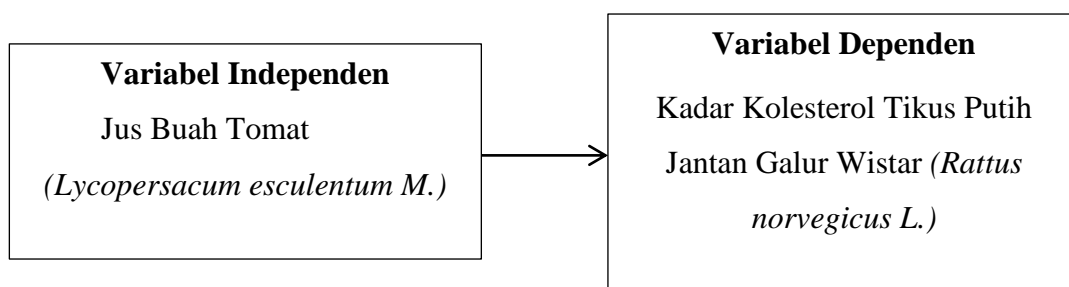 Variabel Independen
Jus Buah Tomat
(Lycopersacum esculentum M.)
Variabel Dependen
Kadar Kolesterol Tikus Putih
Jantan Galur Wistar (Rattus
norvegicus L.)